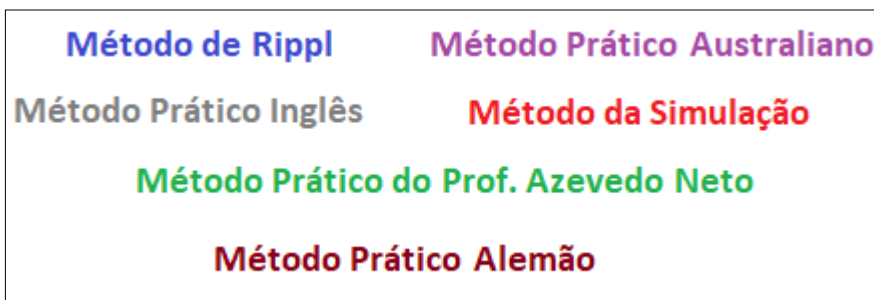 Método de Rippl Método Prático Australiano
Método Prático Inglês Método da Simulação
Método Prático do Prof. Azevedo Neto
Método Prático Alemão